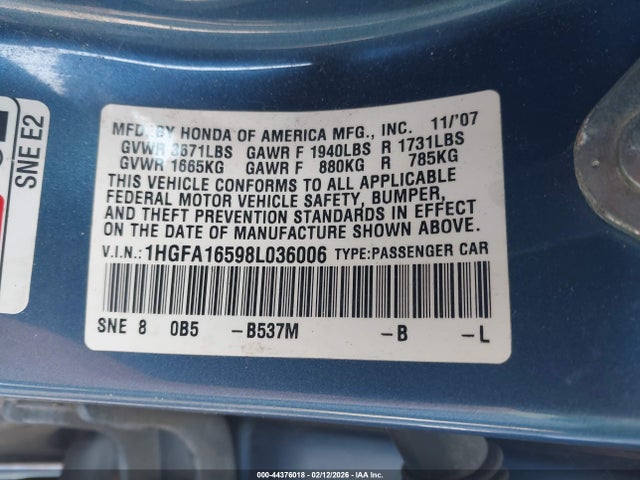 SNE E2
MFD. BY HONDA OF AMERICA MFG., INC. 11/'07
GVWR 3671LBS GAWR F 1940LBS R 1731LBS
GVWR 1665KG GAWR F 880KG R 785KG
THIS VEHICLE CONFORMS TO ALL APPLICABLE
FEDERAL MOTOR VEHICLE SAFETY, BUMPER,
AND THEFT PREVENTION STANDARDS IN EFFECT
ON THE DATE OF MANUFACTURE SHOWN ABOVE.
V.I.N.: 1HGFA16598L036006 TYPE: PASSENGER CAR
SNE 8 0B5 -B537M -B -L
000-44376018 - 02/12/2026 - IAA Inc.